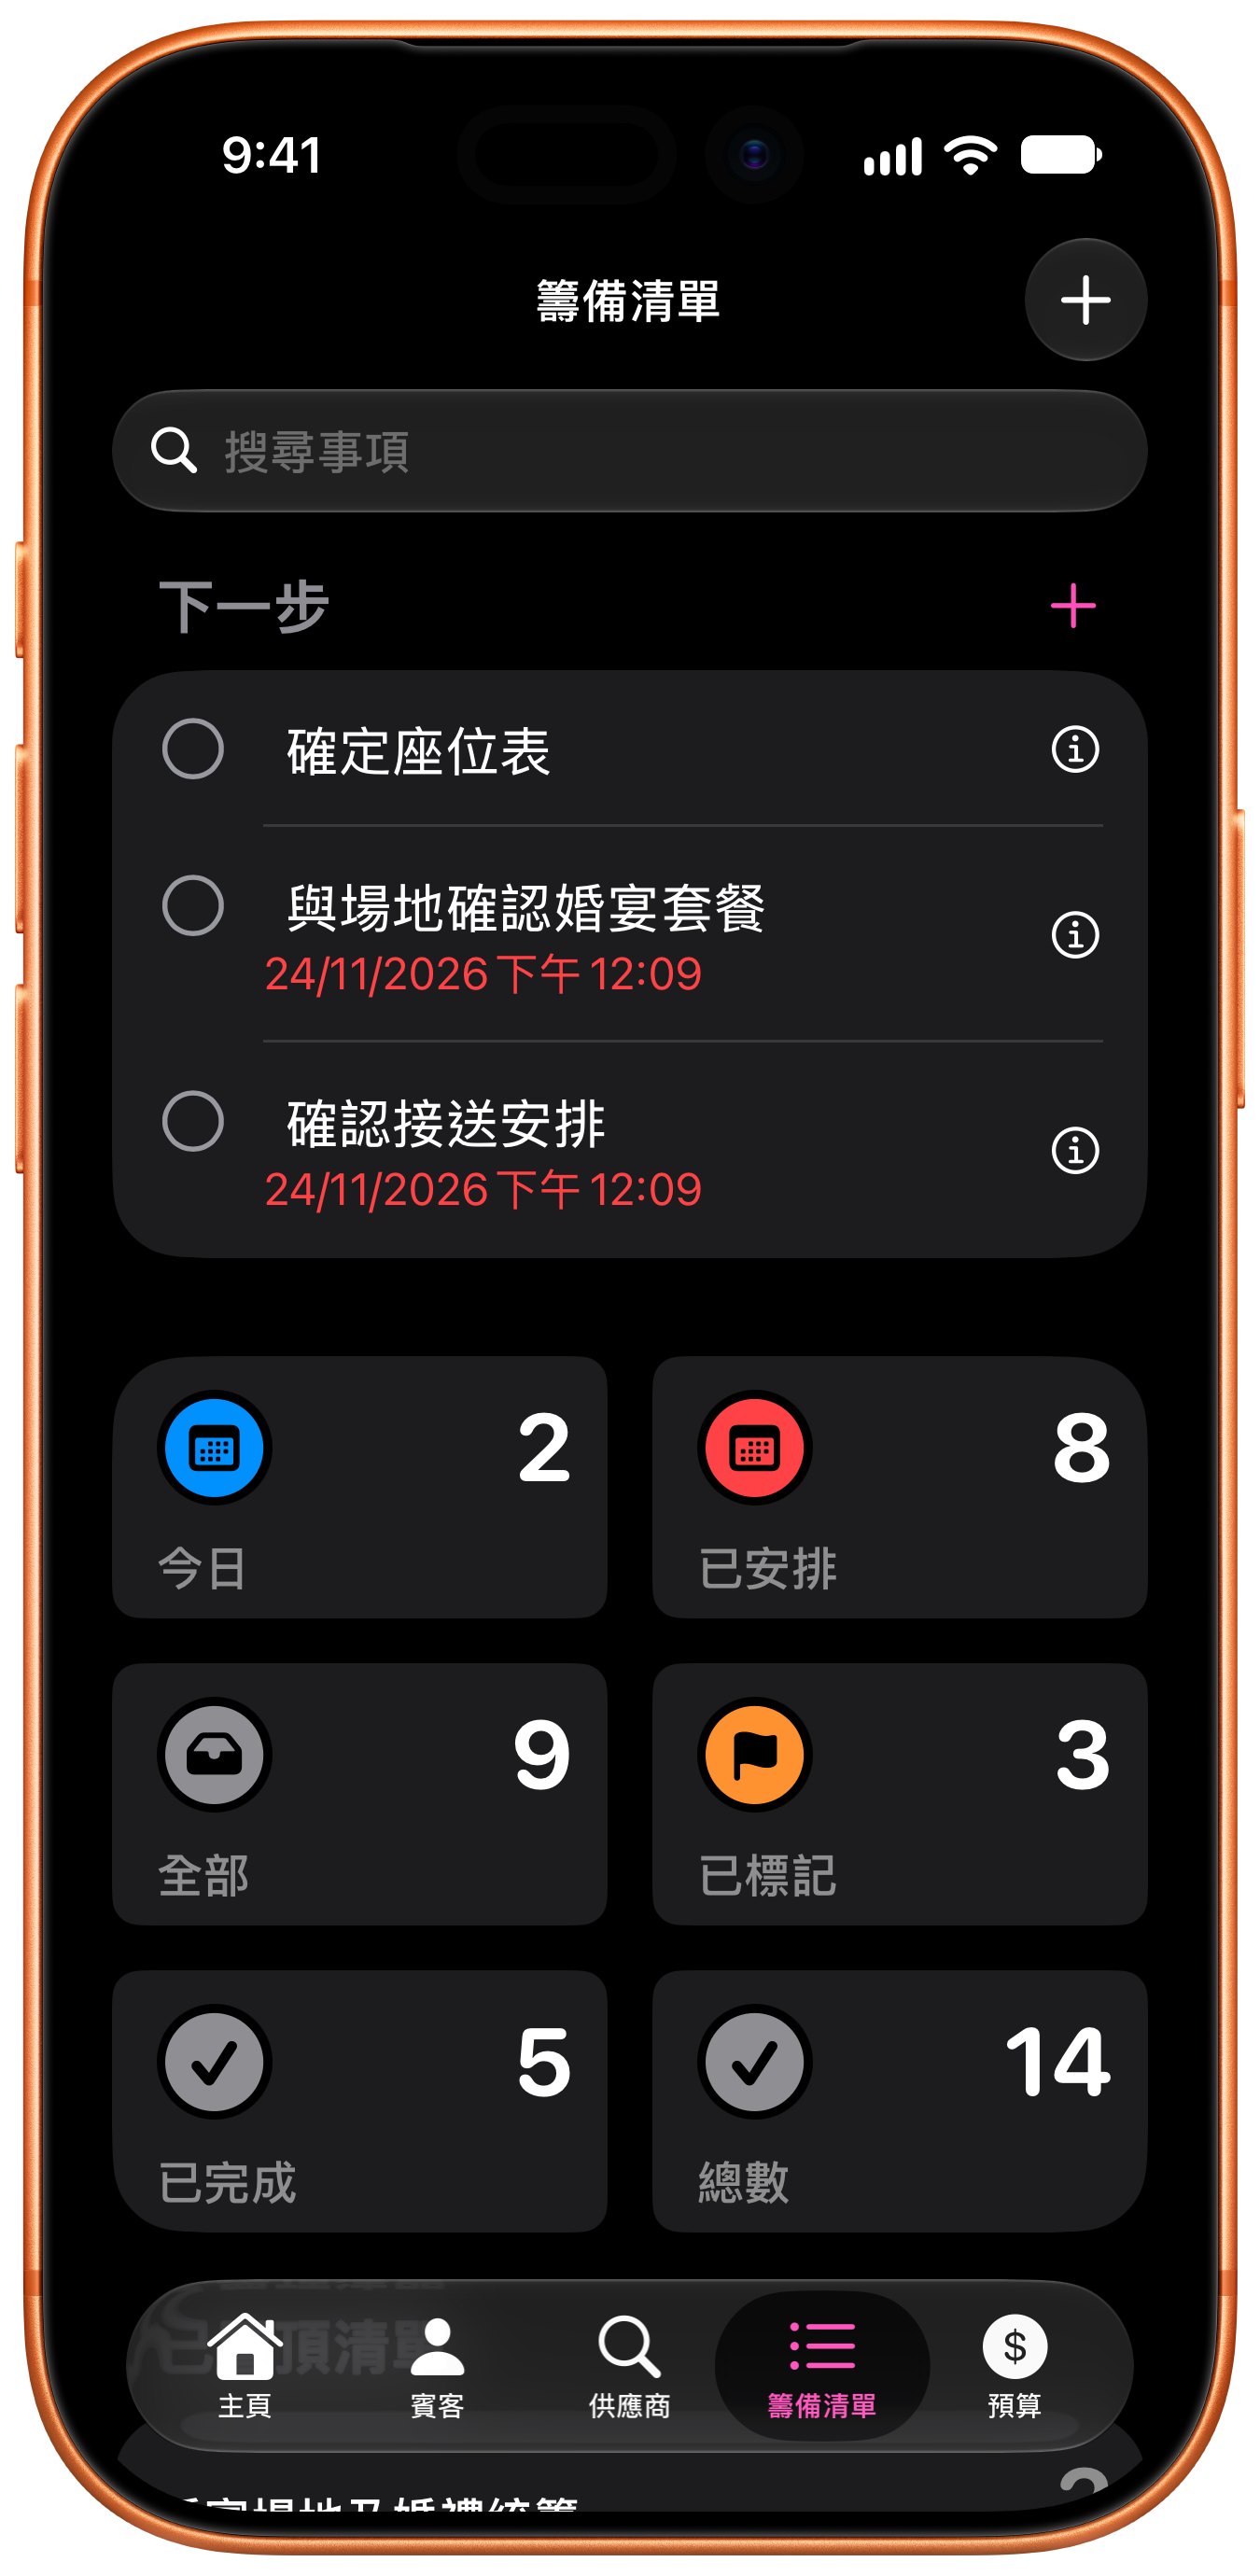 9:41
籌備清單
搜尋事項
下一步
確定座位表
與場地確認婚宴套餐
24/11/2026 下午 12:09
確認接送安排
24/11/2026 下午 12:09
2
8
今日
已安排
9
3
全部
已標記
5
14
已完成
總數
主頁
賓客
供應商
籌備清單
$
預算